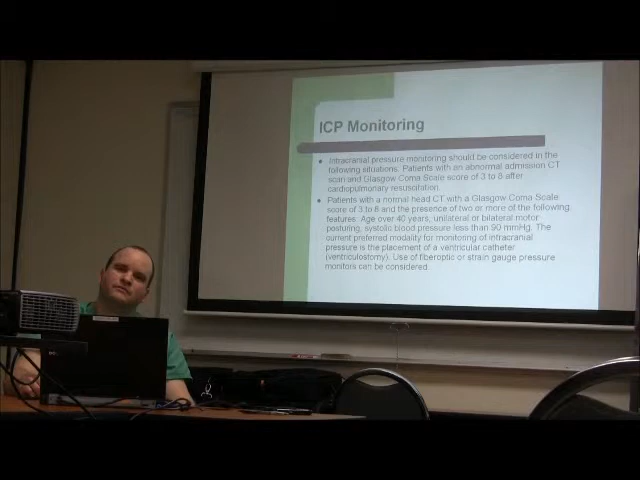 ICP Monitoring
Intracranial pressure monitoring should be considered in the
following situations. Patients with an abnormal admission CT
scan and Glasgow Coma Scale score of 3 to 8 after
cardiopulmonary resuscitation.
Patients with a normal head CT with a Glasgow Coma Scale
score of 3 to 8 and the presence of two or more of the following
features: Age over 40 years, unilateral or bilateral motor
posturing, systolic blood pressure less than 90 mmHg. The
current preferred modality for monitoring of intracranial
pressure is the placement of a ventricular catheter
(ventriculostomy). Use of fiberoptic or strain gauge pressure
monitors can be considered.